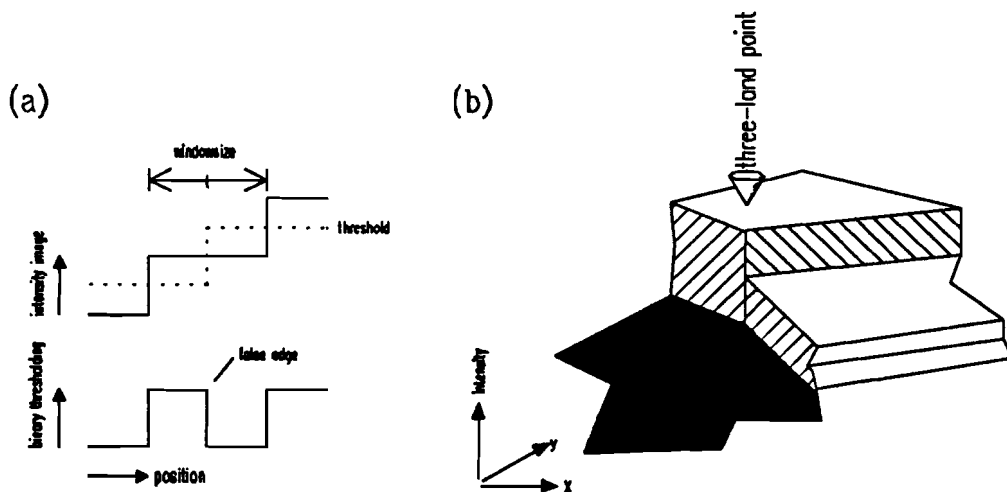 (a)
windowsize
threshold
intensity image
false edge
binary thresholding
position
(b)
three-land point
intensity
y
x